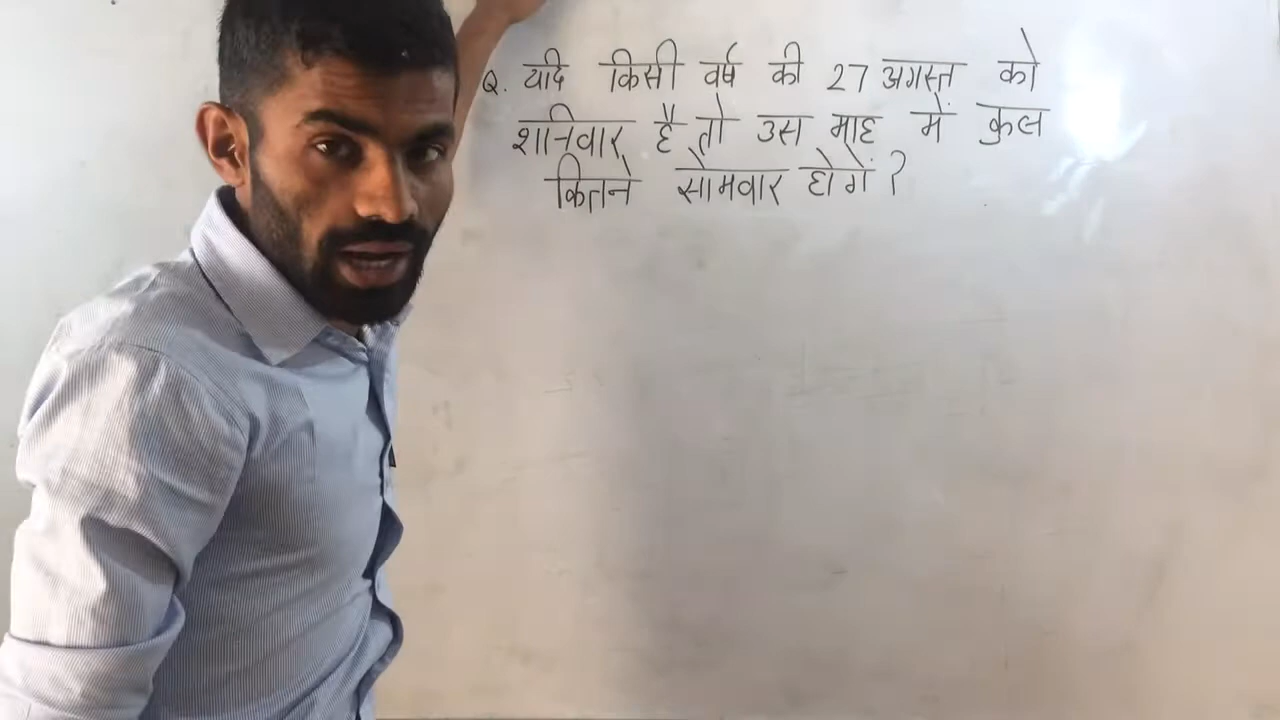 Q. यदि किसी वर्ष की 27 अगस्त को
शनिवार है तो उस माह में कुल
कितने सोमवार होगें ?